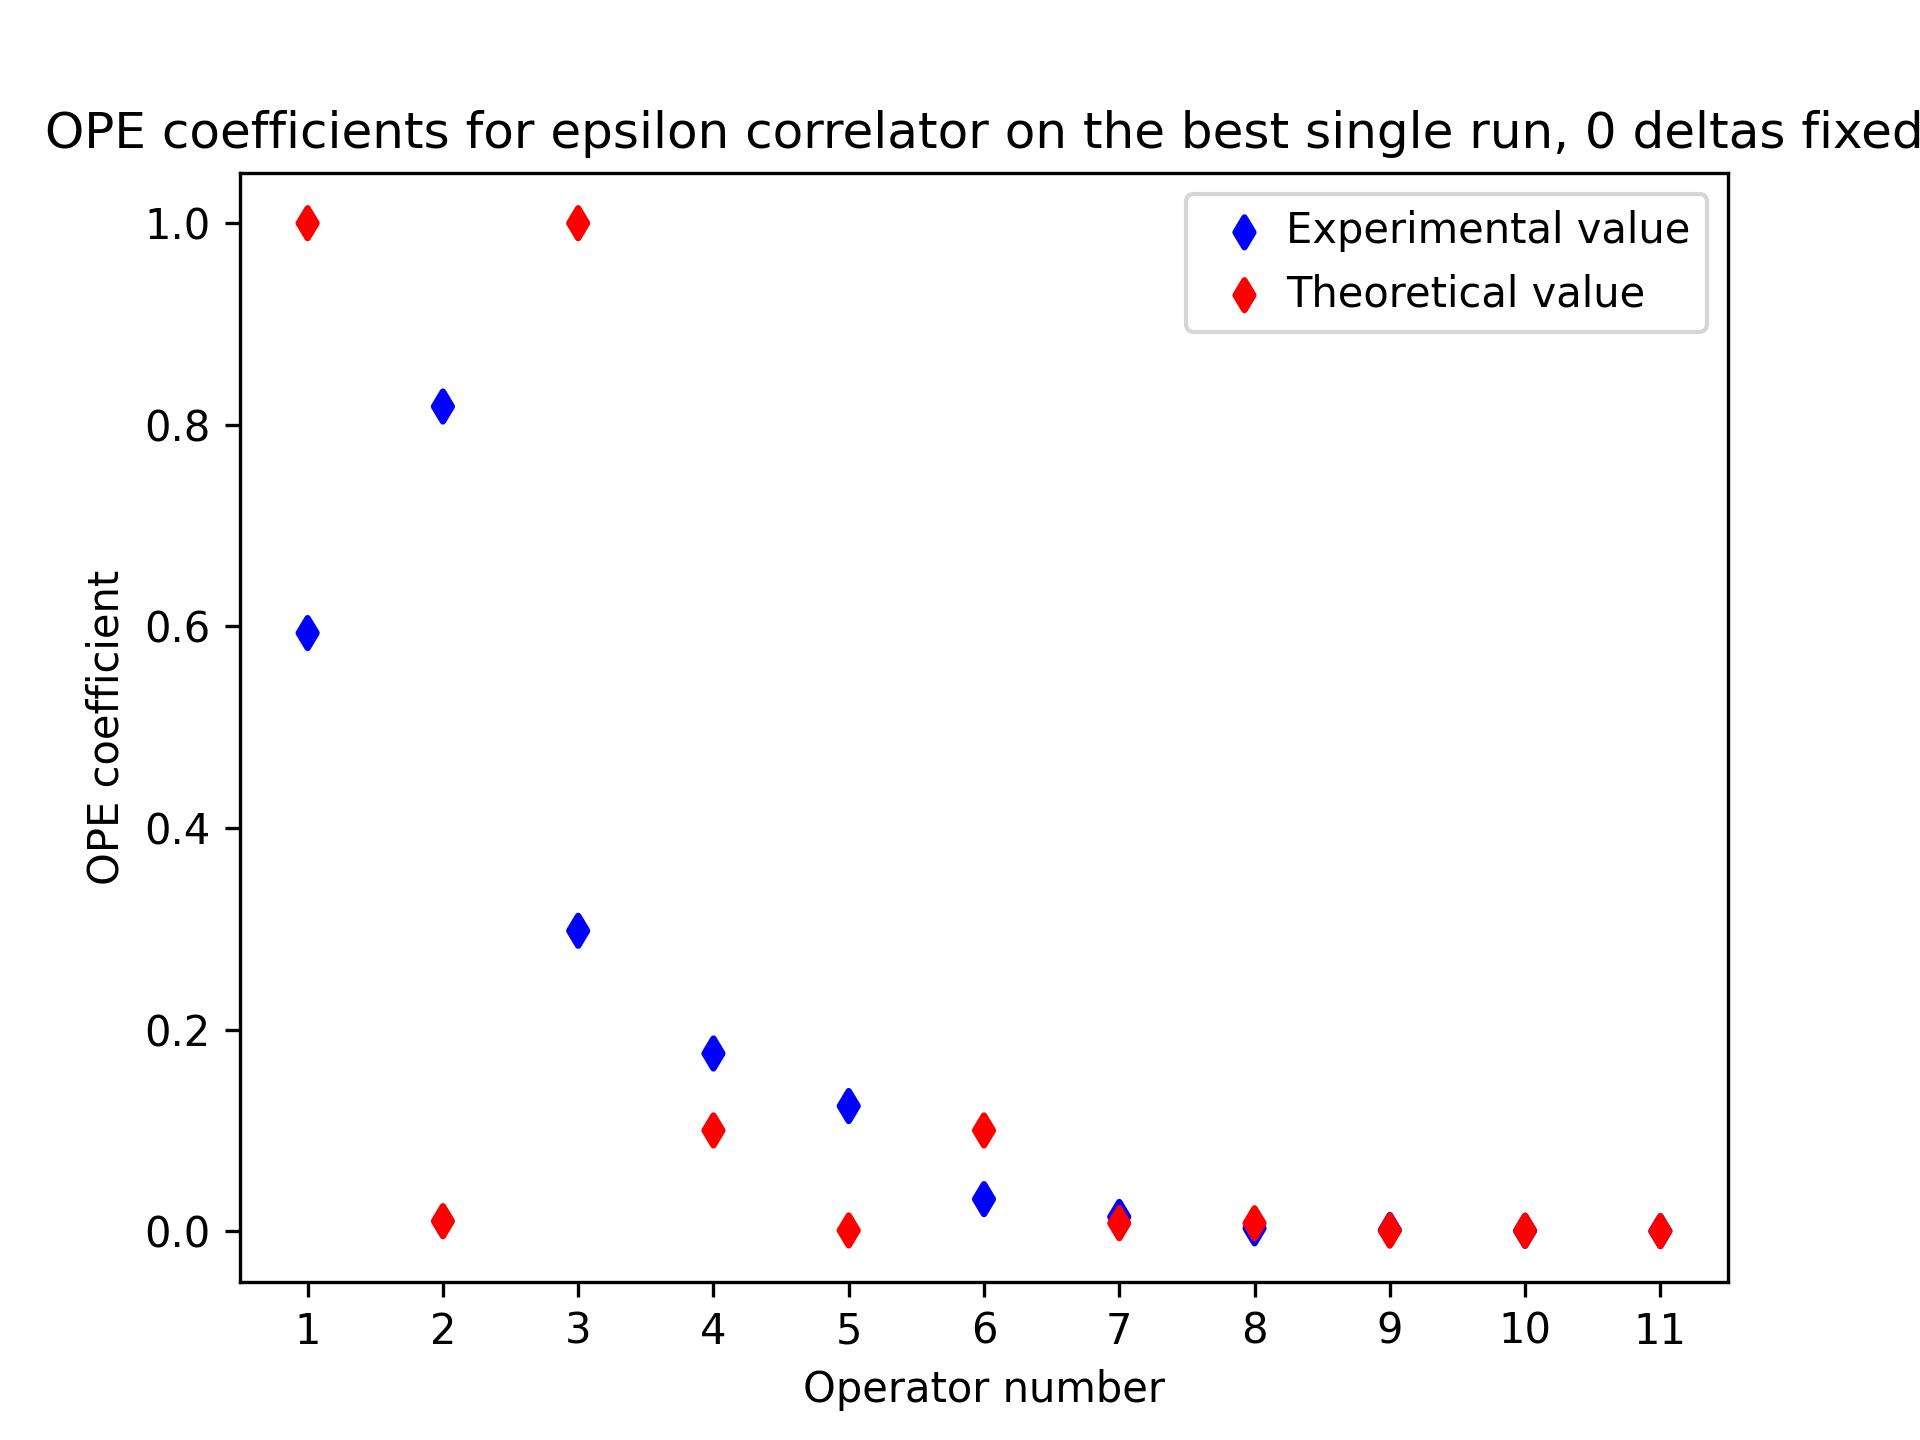 OPE coefficients for epsilon correlator on the best single run, 0 deltas fixed
Experimental value
Theoretical value
1.0
0.8
0.6
0.4
0.2
0.0
OPE coefficient
1 2 3 4 5 6 7 8 9 10 11
Operator number